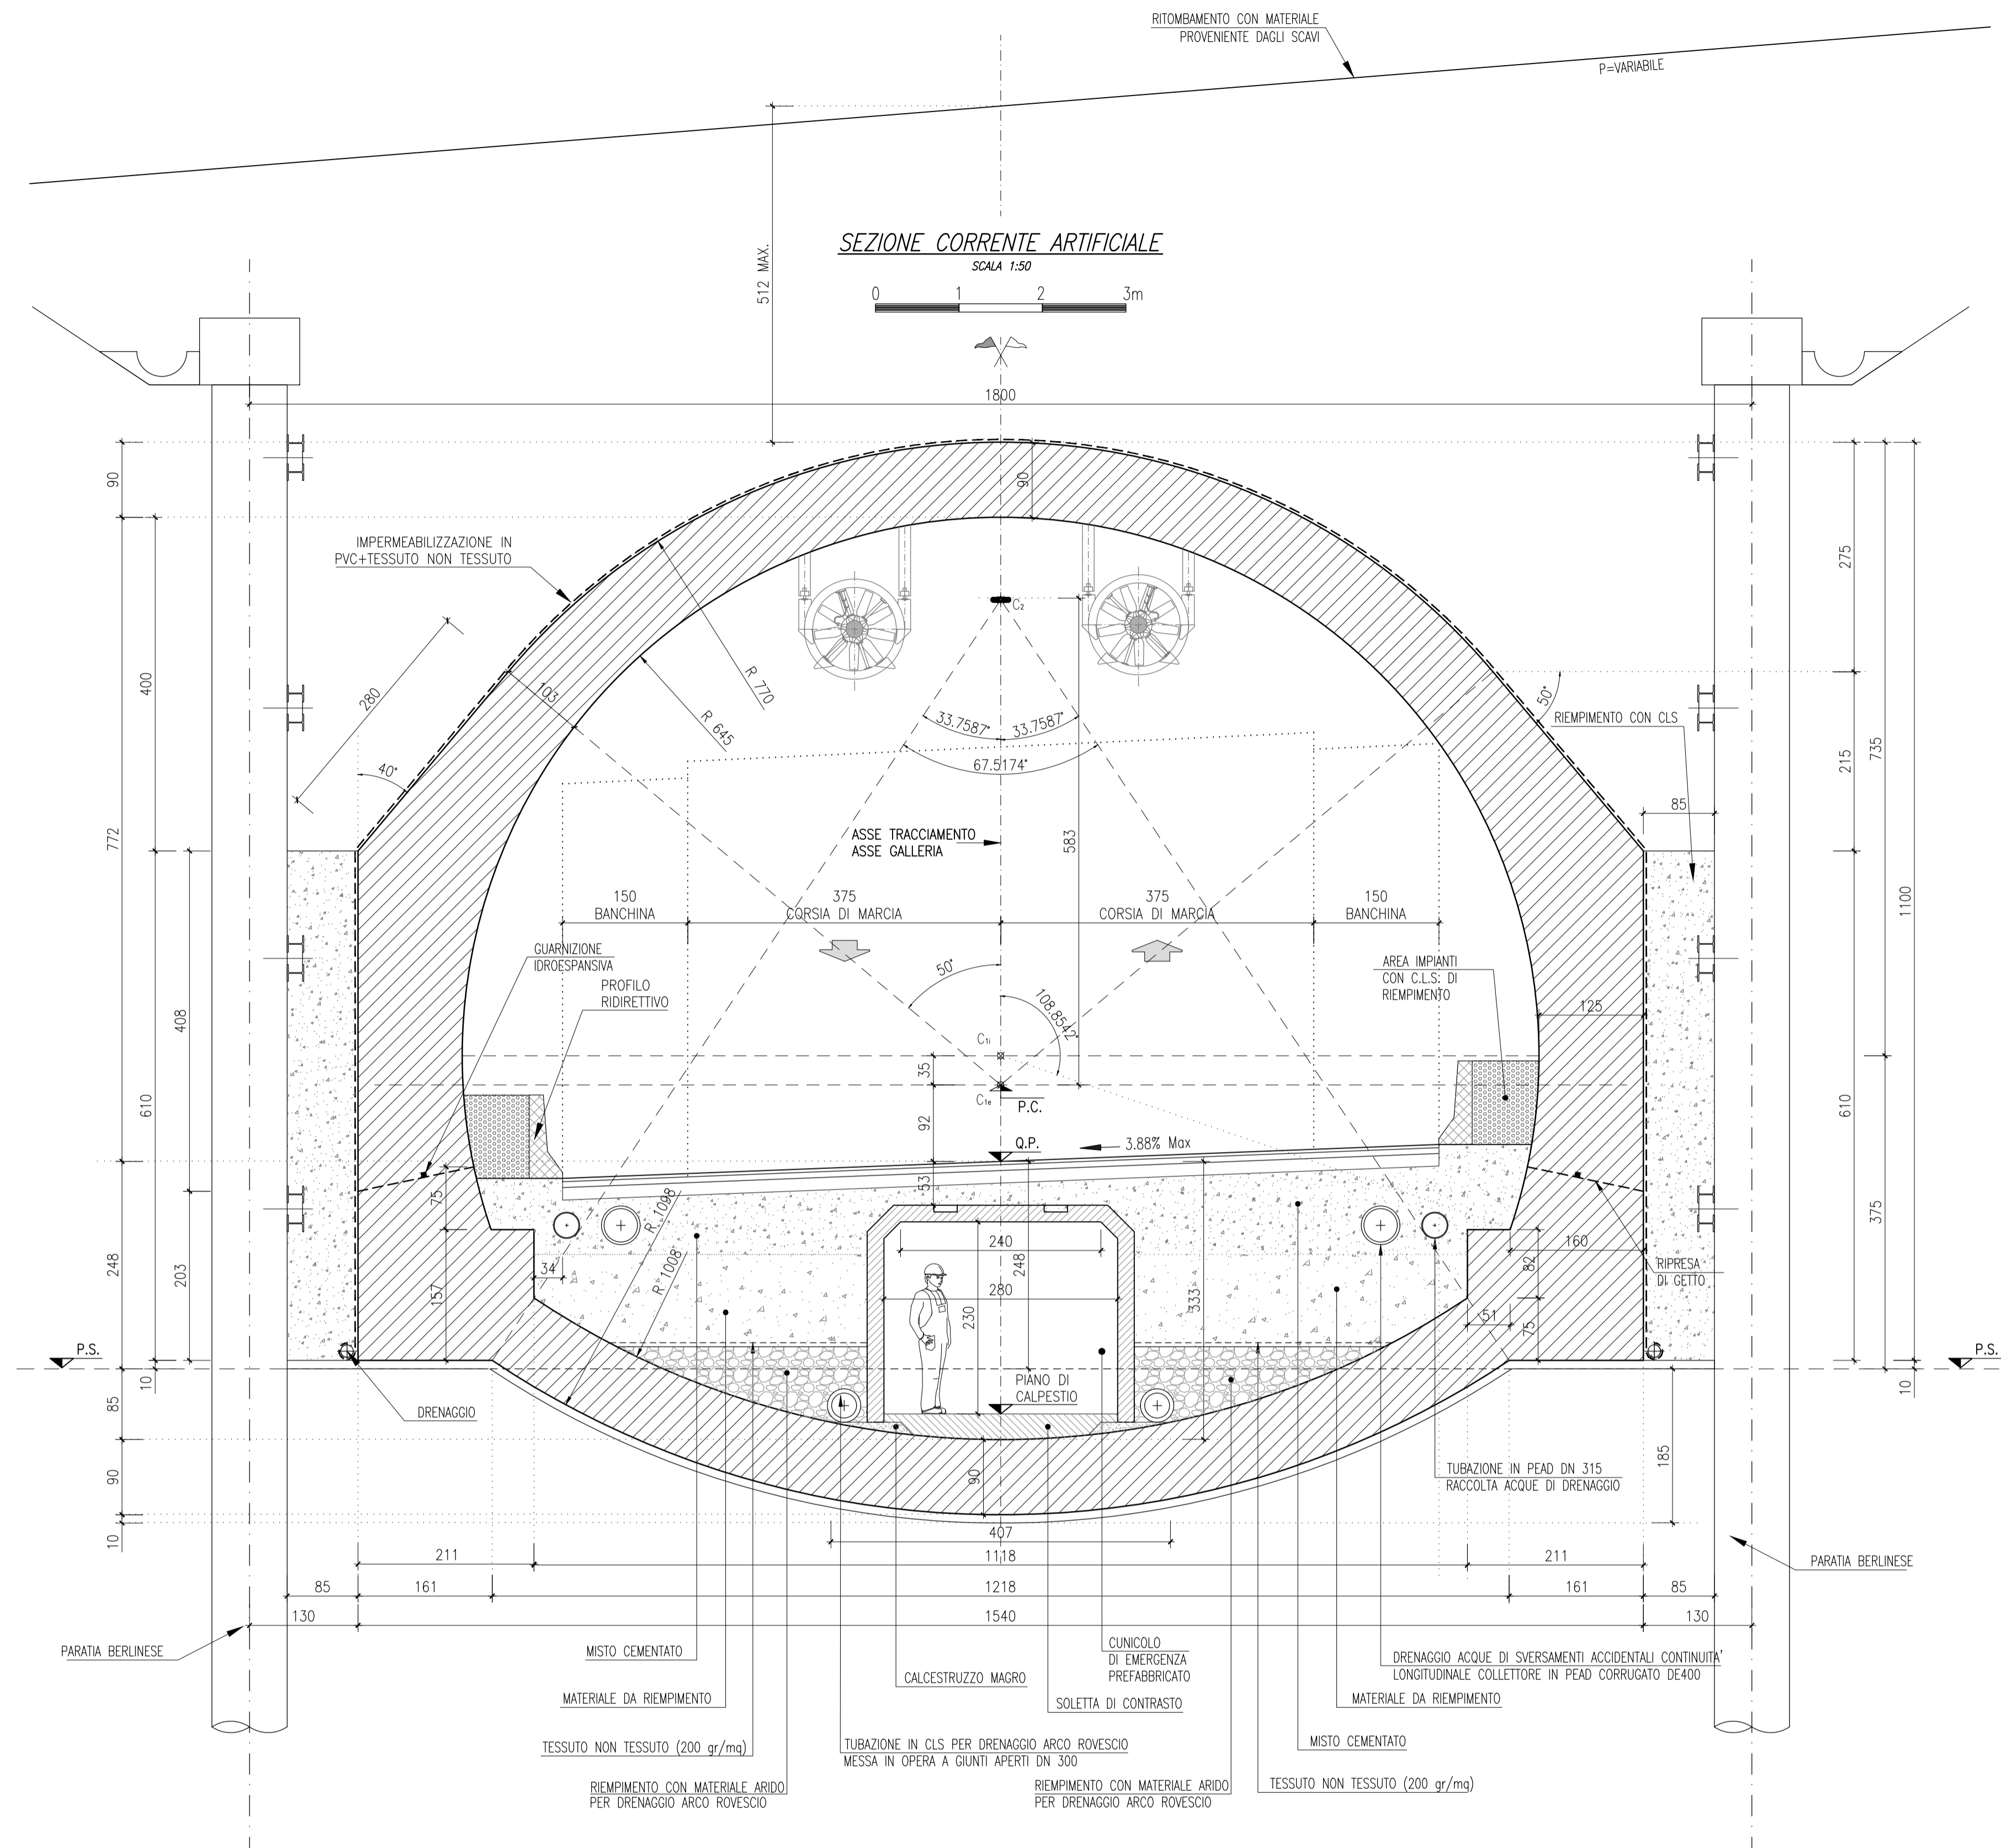 RITOMBAMENTO CON MATERIALE
PROVENIENTE DAGLI SCAVI
P=VARIABILE
SEZIONE CORRENTE ARTIFICIALE
SCALA 1:50
0 1 2 3m
512 MAX.
1800
90
90
IMPERMEABILIZZAZIONE IN
PVC+TESSUTO NON TESSUTO
275
C2
400
280
103
R 770
R 645
33.7587°
33.7587°
67.5174°
50°
RIEMPIMENTO CON CLS
40°
735
215
85
772
ASSE TRACCIAMENTO
ASSE GALLERIA
583
1100
150
BANCHINA
375
CORSIA DI MARCIA
375
CORSIA DI MARCIA
150
BANCHINA
GUARNIZIONE
IDROESPANSIVA
PROFILO
RIDIRETTIVO
50°
108.8542°
AREA IMPIANTI
CON C.L.S. DI
RIEMPIMENTO
125
408
C1i
35
C1e
P.C.
610
92
610
Q.P.
3.88% Max
53
75
R 1098
R 1008
240
248
160
375
RIPRESA
DI GETTO
248
203
157
34
280
230
333
82
51
75
P.S.
P.S.
10
10
PIANO DI
CALPESTIO
DRENAGGIO
85
90
90
185
TUBAZIONE IN PEAD DN 315
RACCOLTA ACQUE DI DRENAGGIO
10
407
211
1118
211
PARATIA BERLINESE
85
161
1218
161
85
130
1540
130
PARATIA BERLINESE
MISTO CEMENTATO
CUNICOLO
DI EMERGENZA
PREFABBRICATO
DRENAGGIO ACQUE DI SVERSAMENTI ACCIDENTALI CONTINUITA'
LONGITUDINALE COLLETTORE IN PEAD CORRUGATO DE400
CALCESTRUZZO MAGRO
MATERIALE DA RIEMPIMENTO
SOLETTA DI CONTRASTO
MATERIALE DA RIEMPIMENTO
TESSUTO NON TESSUTO (200 gr/mq)
TUBAZIONE IN CLS PER DRENAGGIO ARCO ROVESCIO
MESSA IN OPERA A GIUNTI APERTI DN 300
MISTO CEMENTATO
RIEMPIMENTO CON MATERIALE ARIDO
PER DRENAGGIO ARCO ROVESCIO
RIEMPIMENTO CON MATERIALE ARIDO
PER DRENAGGIO ARCO ROVESCIO
TESSUTO NON TESSUTO (200 gr/mq)